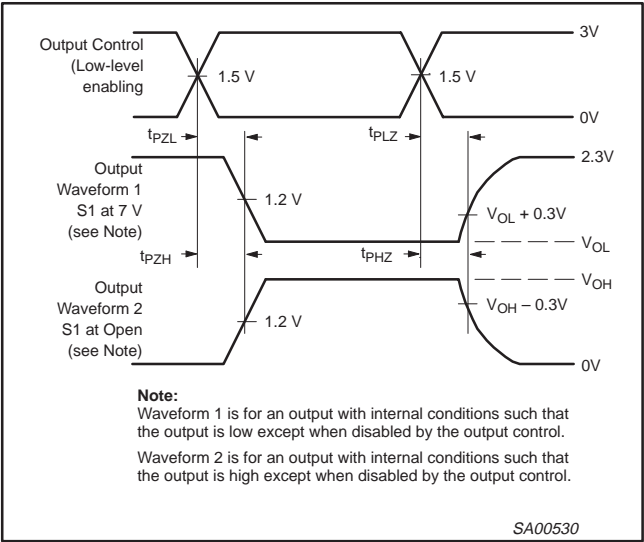 Output Control
(Low-level
enabling
3V
1.5 V
1.5 V
0V
tPZL
tPLZ
2.3V
Output
Waveform 1
S1 at 7 V
(see Note)
1.2 V
VOL + 0.3V
VOL
tPZH
tPHZ
VOH
Output
Waveform 2
S1 at Open
(see Note)
1.2 V
VOH – 0.3V
0V
Note:
Waveform 1 is for an output with internal conditions such that
the output is low except when disabled by the output control.
Waveform 2 is for an output with internal conditions such that
the output is high except when disabled by the output control.
SA00530